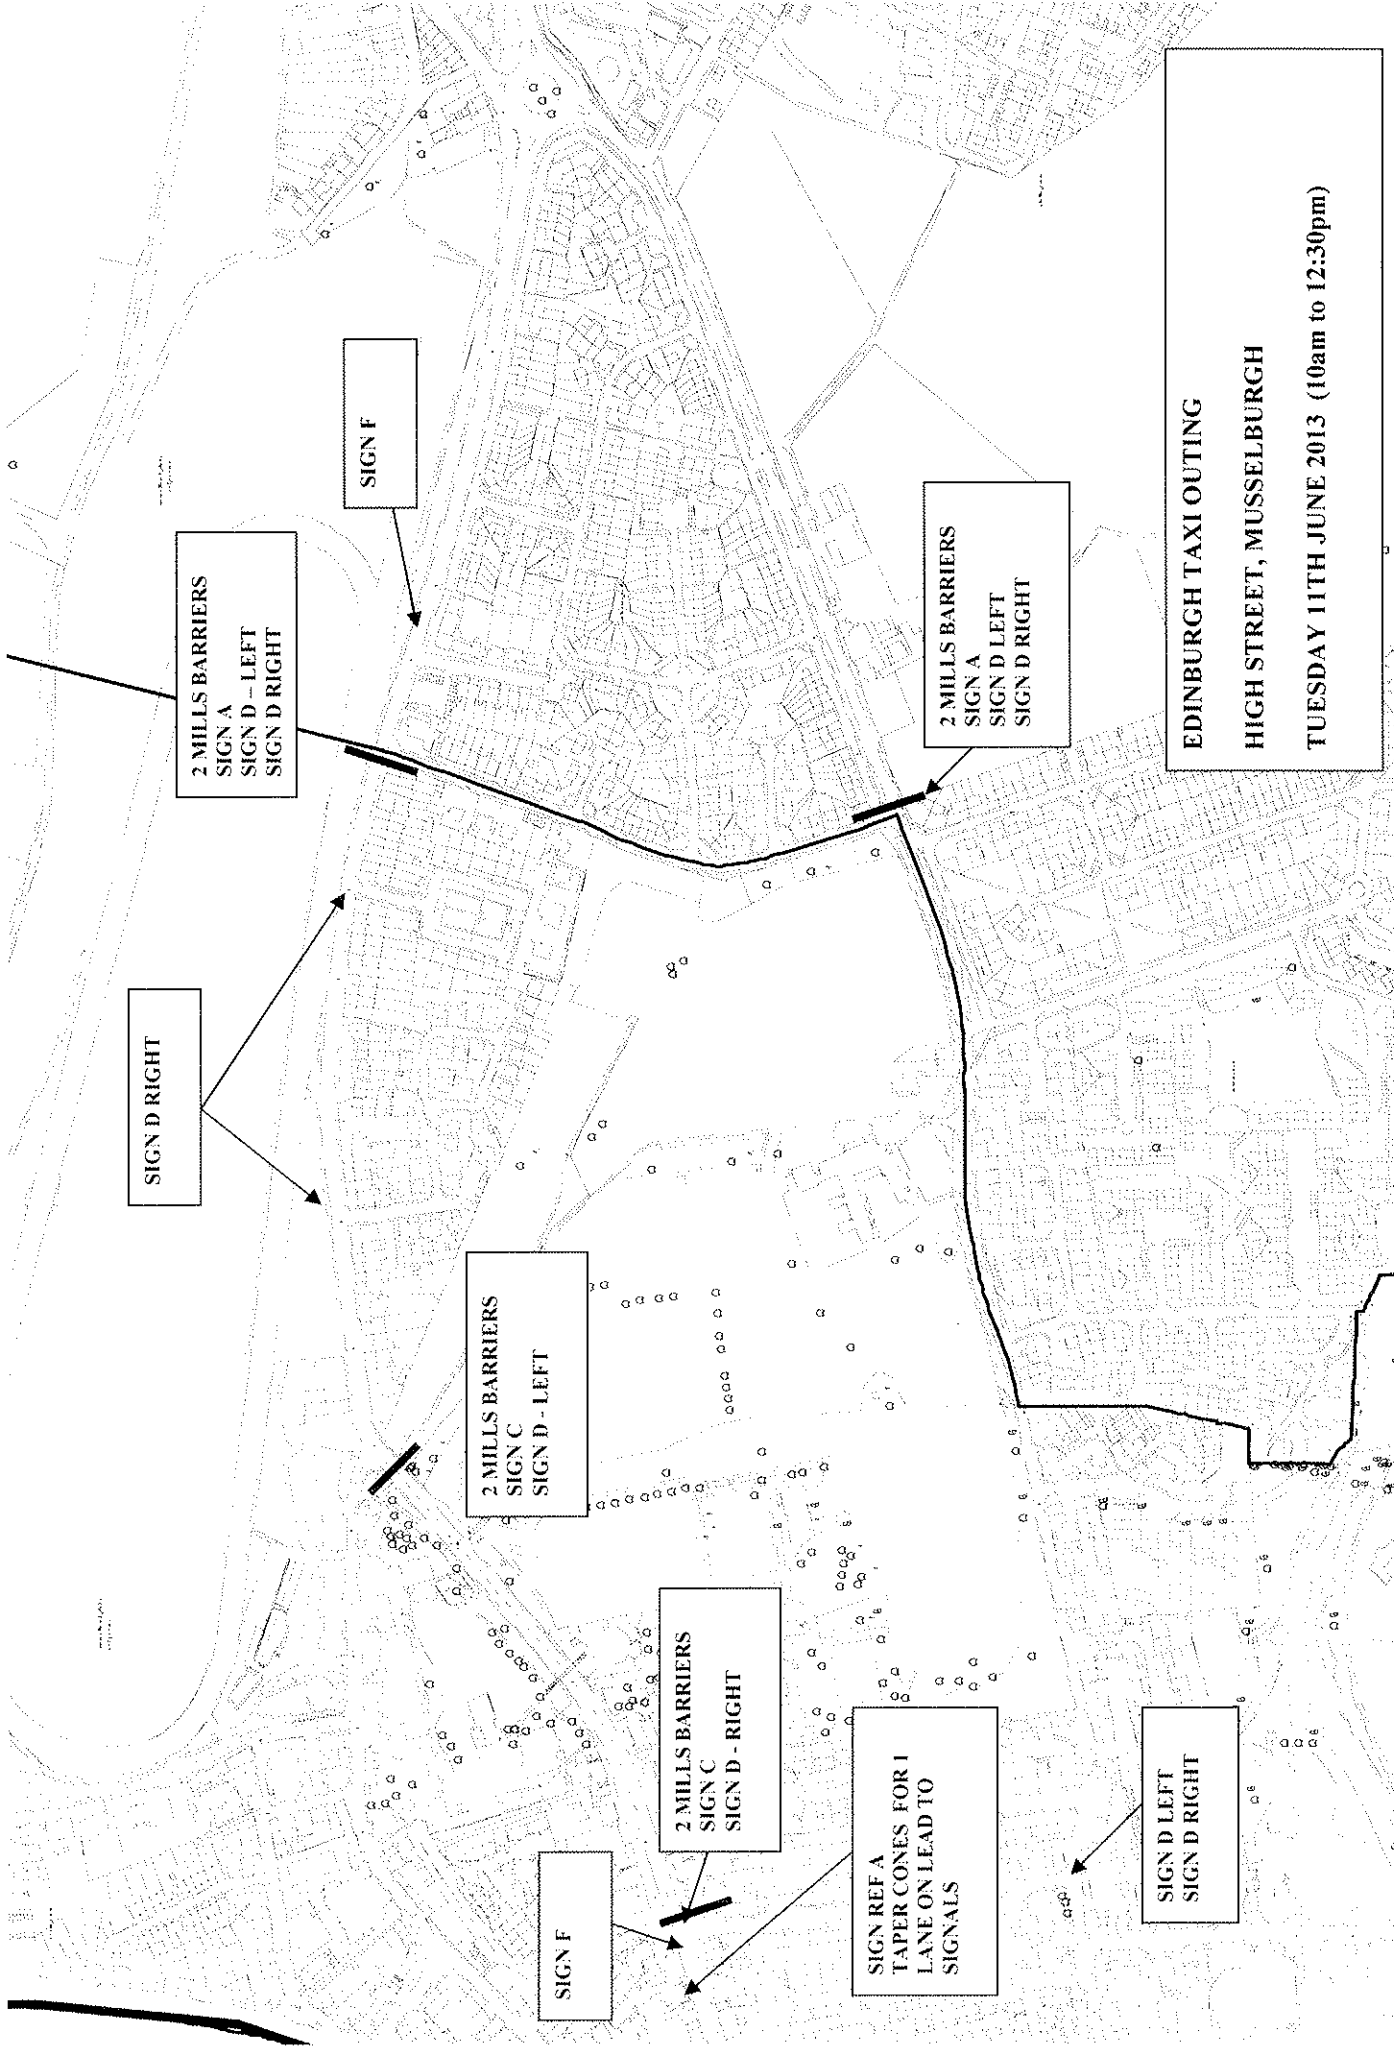 SIGN F
2 MILLS BARRIERS
SIGN C
SIGN D - RIGHT
SIGN REF A
TAPER CONES FOR 1
LANE ON LEAD TO
SIGNALS
SIGN D LEFT
SIGN D RIGHT
2 MILLS BARRIERS
SIGN C
SIGN D - LEFT
SIGN D RIGHT
2 MILLS BARRIERS
SIGN A
SIGN D – LEFT
SIGN D RIGHT
SIGN F
2 MILLS BARRIERS
SIGN A
SIGN D LEFT
SIGN D RIGHT
EDINBURGH TAXI OUTING
HIGH STREET, MUSSELBURGH
TUESDAY 11TH JUNE 2013 (10am to 12:30pm)